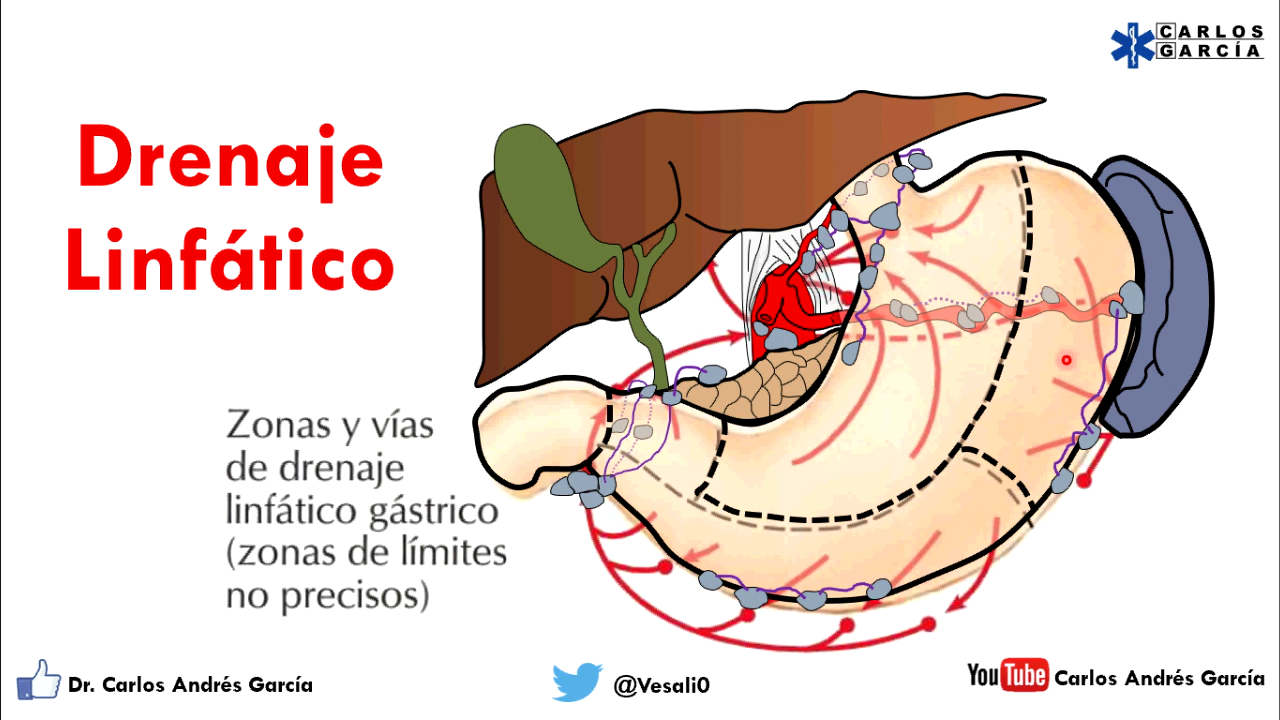 CARLOS
GARCÍA
Drenaje
Linfático
Zonas y vías
de drenaje
linfático gástrico
(zonas de límites
no precisos)
Dr. Carlos Andrés García
@Vesali0
YouTube Carlos Andrés García